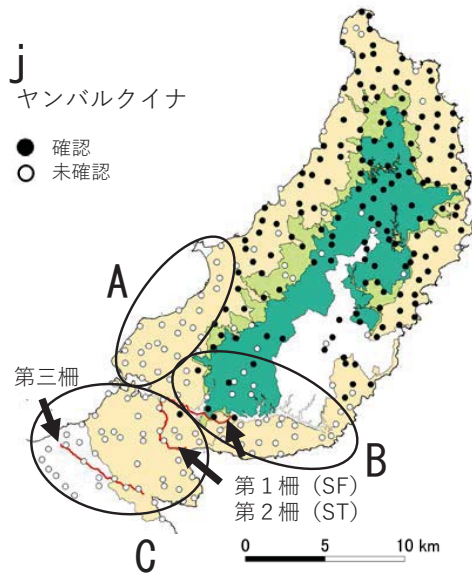 j
ヤンバルクイナ
● 確認
○ 未確認
A
第三柵
B
第１柵（SF）
第２柵（ST）
C
0 5 10 km